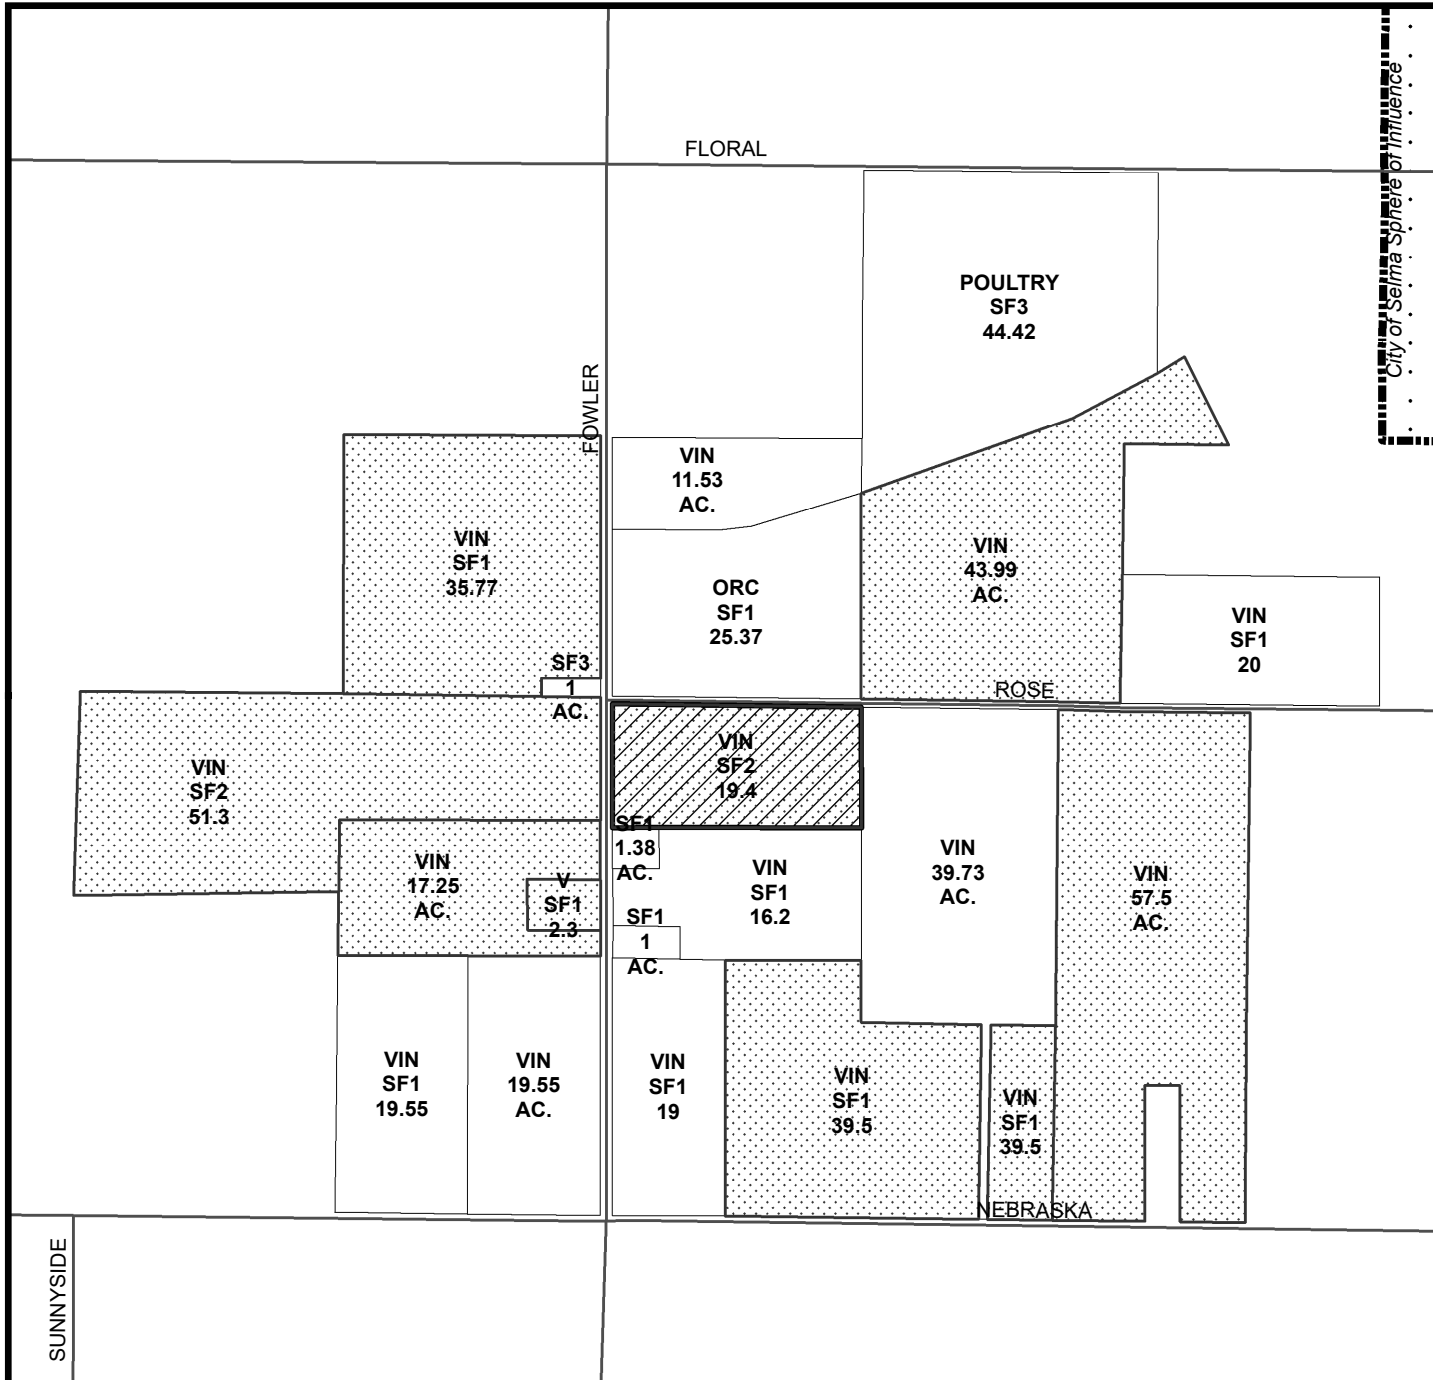 FLORAL
City of Selma Sphere of Influence
POULTRY
SF3
44.42
FOWLER
VIN
11.53
AC.
VIN
SF1
35.77
VIN
43.99
AC.
ORC
SF1
25.37
VIN
SF1
20
SF3
1
AC.
ROSE
VIN
SF2
51.3
VIN
SF2
19.4
SF1
1.38
AC.
VIN
17.25
AC.
V
SF1
2.3
VIN
SF1
16.2
VIN
39.73
AC.
VIN
57.5
AC.
SF1
1
AC.
VIN
SF1
19.55
VIN
19.55
AC.
VIN
SF1
19
VIN
SF1
39.5
VIN
SF1
39.5
NEBRASKA
SUNNYSIDE